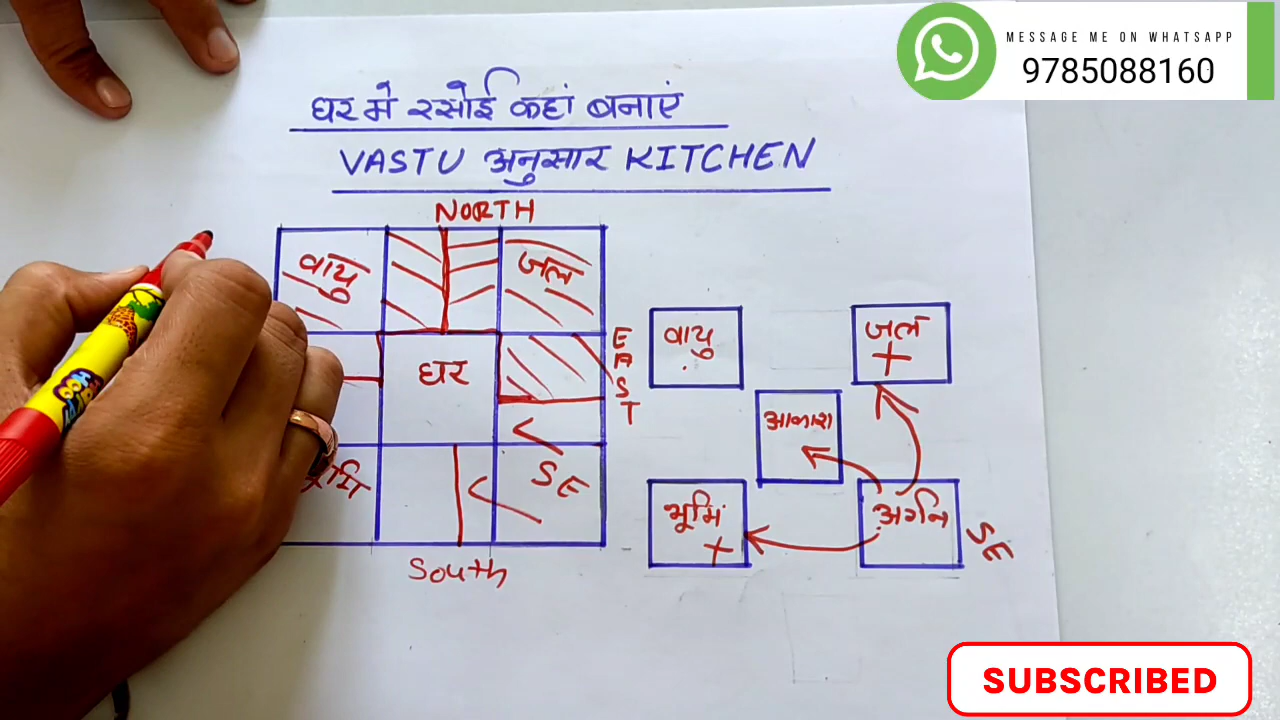 MESSAGE ME ON WHATSAPP
9785088160
घर मे रसोई कहां बनाएं
VASTU अनुसार KITCHEN
NORTH
वायु
जल
घर
EAST
SE
South
वायु
जल
आकाश
भूमि
अग्नि
SE
SUBSCRIBED